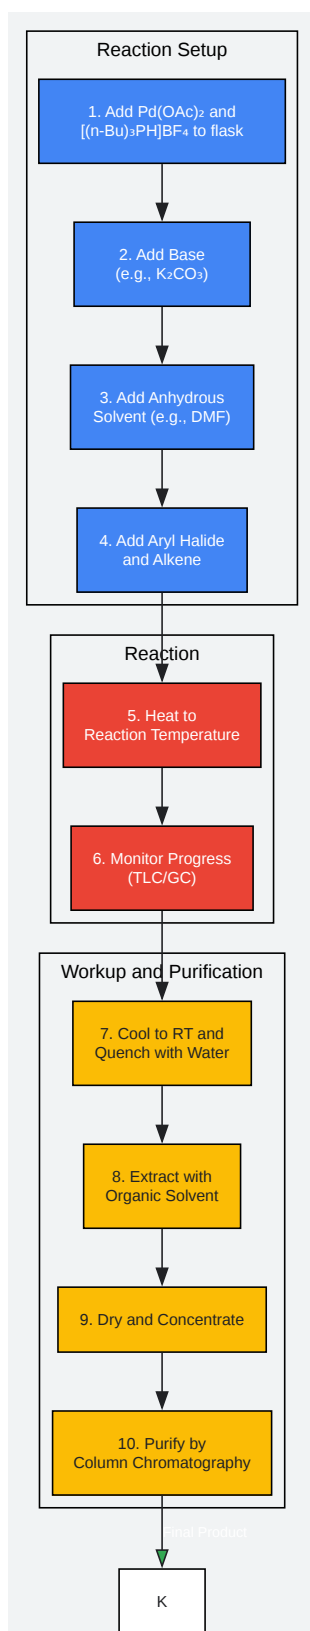 Reaction Setup
1. Add Pd(OAc)₂ and
[(n-Bu)₃PH]BF₄ to flask
2. Add Base
(e.g., K₂CO₃)
3. Add Anhydrous
Solvent (e.g., DMF)
4. Add Aryl Halide
and Alkene
Reaction
5. Heat to
Reaction Temperature
6. Monitor Progress
(TLC/GC)
Workup and Purification
7. Cool to RT and
Quench with Water
8. Extract with
Organic Solvent
9. Dry and Concentrate
10. Purify by
Column Chromatography
Final Product
K